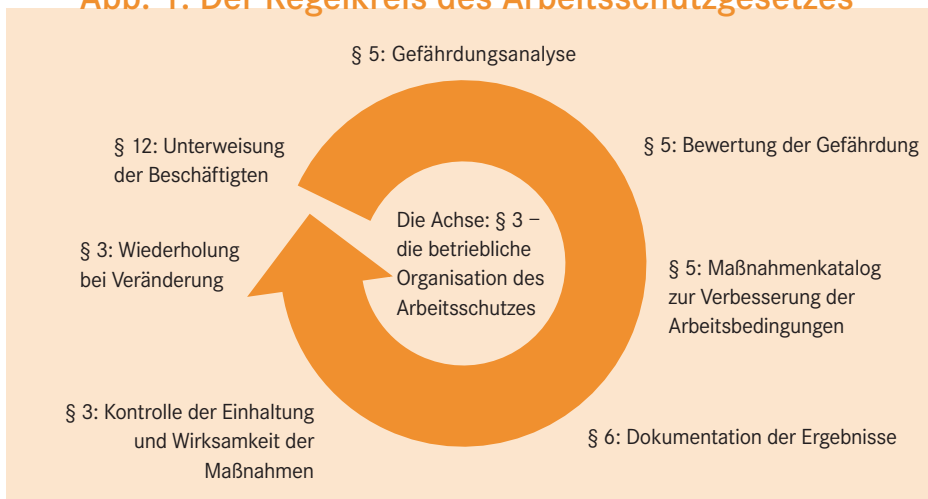 Abb. 1: Der Regelkreis des Arbeitsschutzgesetzes
§ 5: Gefährdungsanalyse
§ 12: Unterweisung
der Beschäftigten
§ 5: Bewertung der Gefährdung
Die Achse: § 3 –
die betriebliche
Organisation des
Arbeitsschutzes
§ 3: Wiederholung
bei Veränderung
§ 5: Maßnahmenkatalog
zur Verbesserung der
Arbeitsbedingungen
§ 3: Kontrolle der Einhaltung
und Wirksamkeit der
Maßnahmen
§ 6: Dokumentation der Ergebnisse